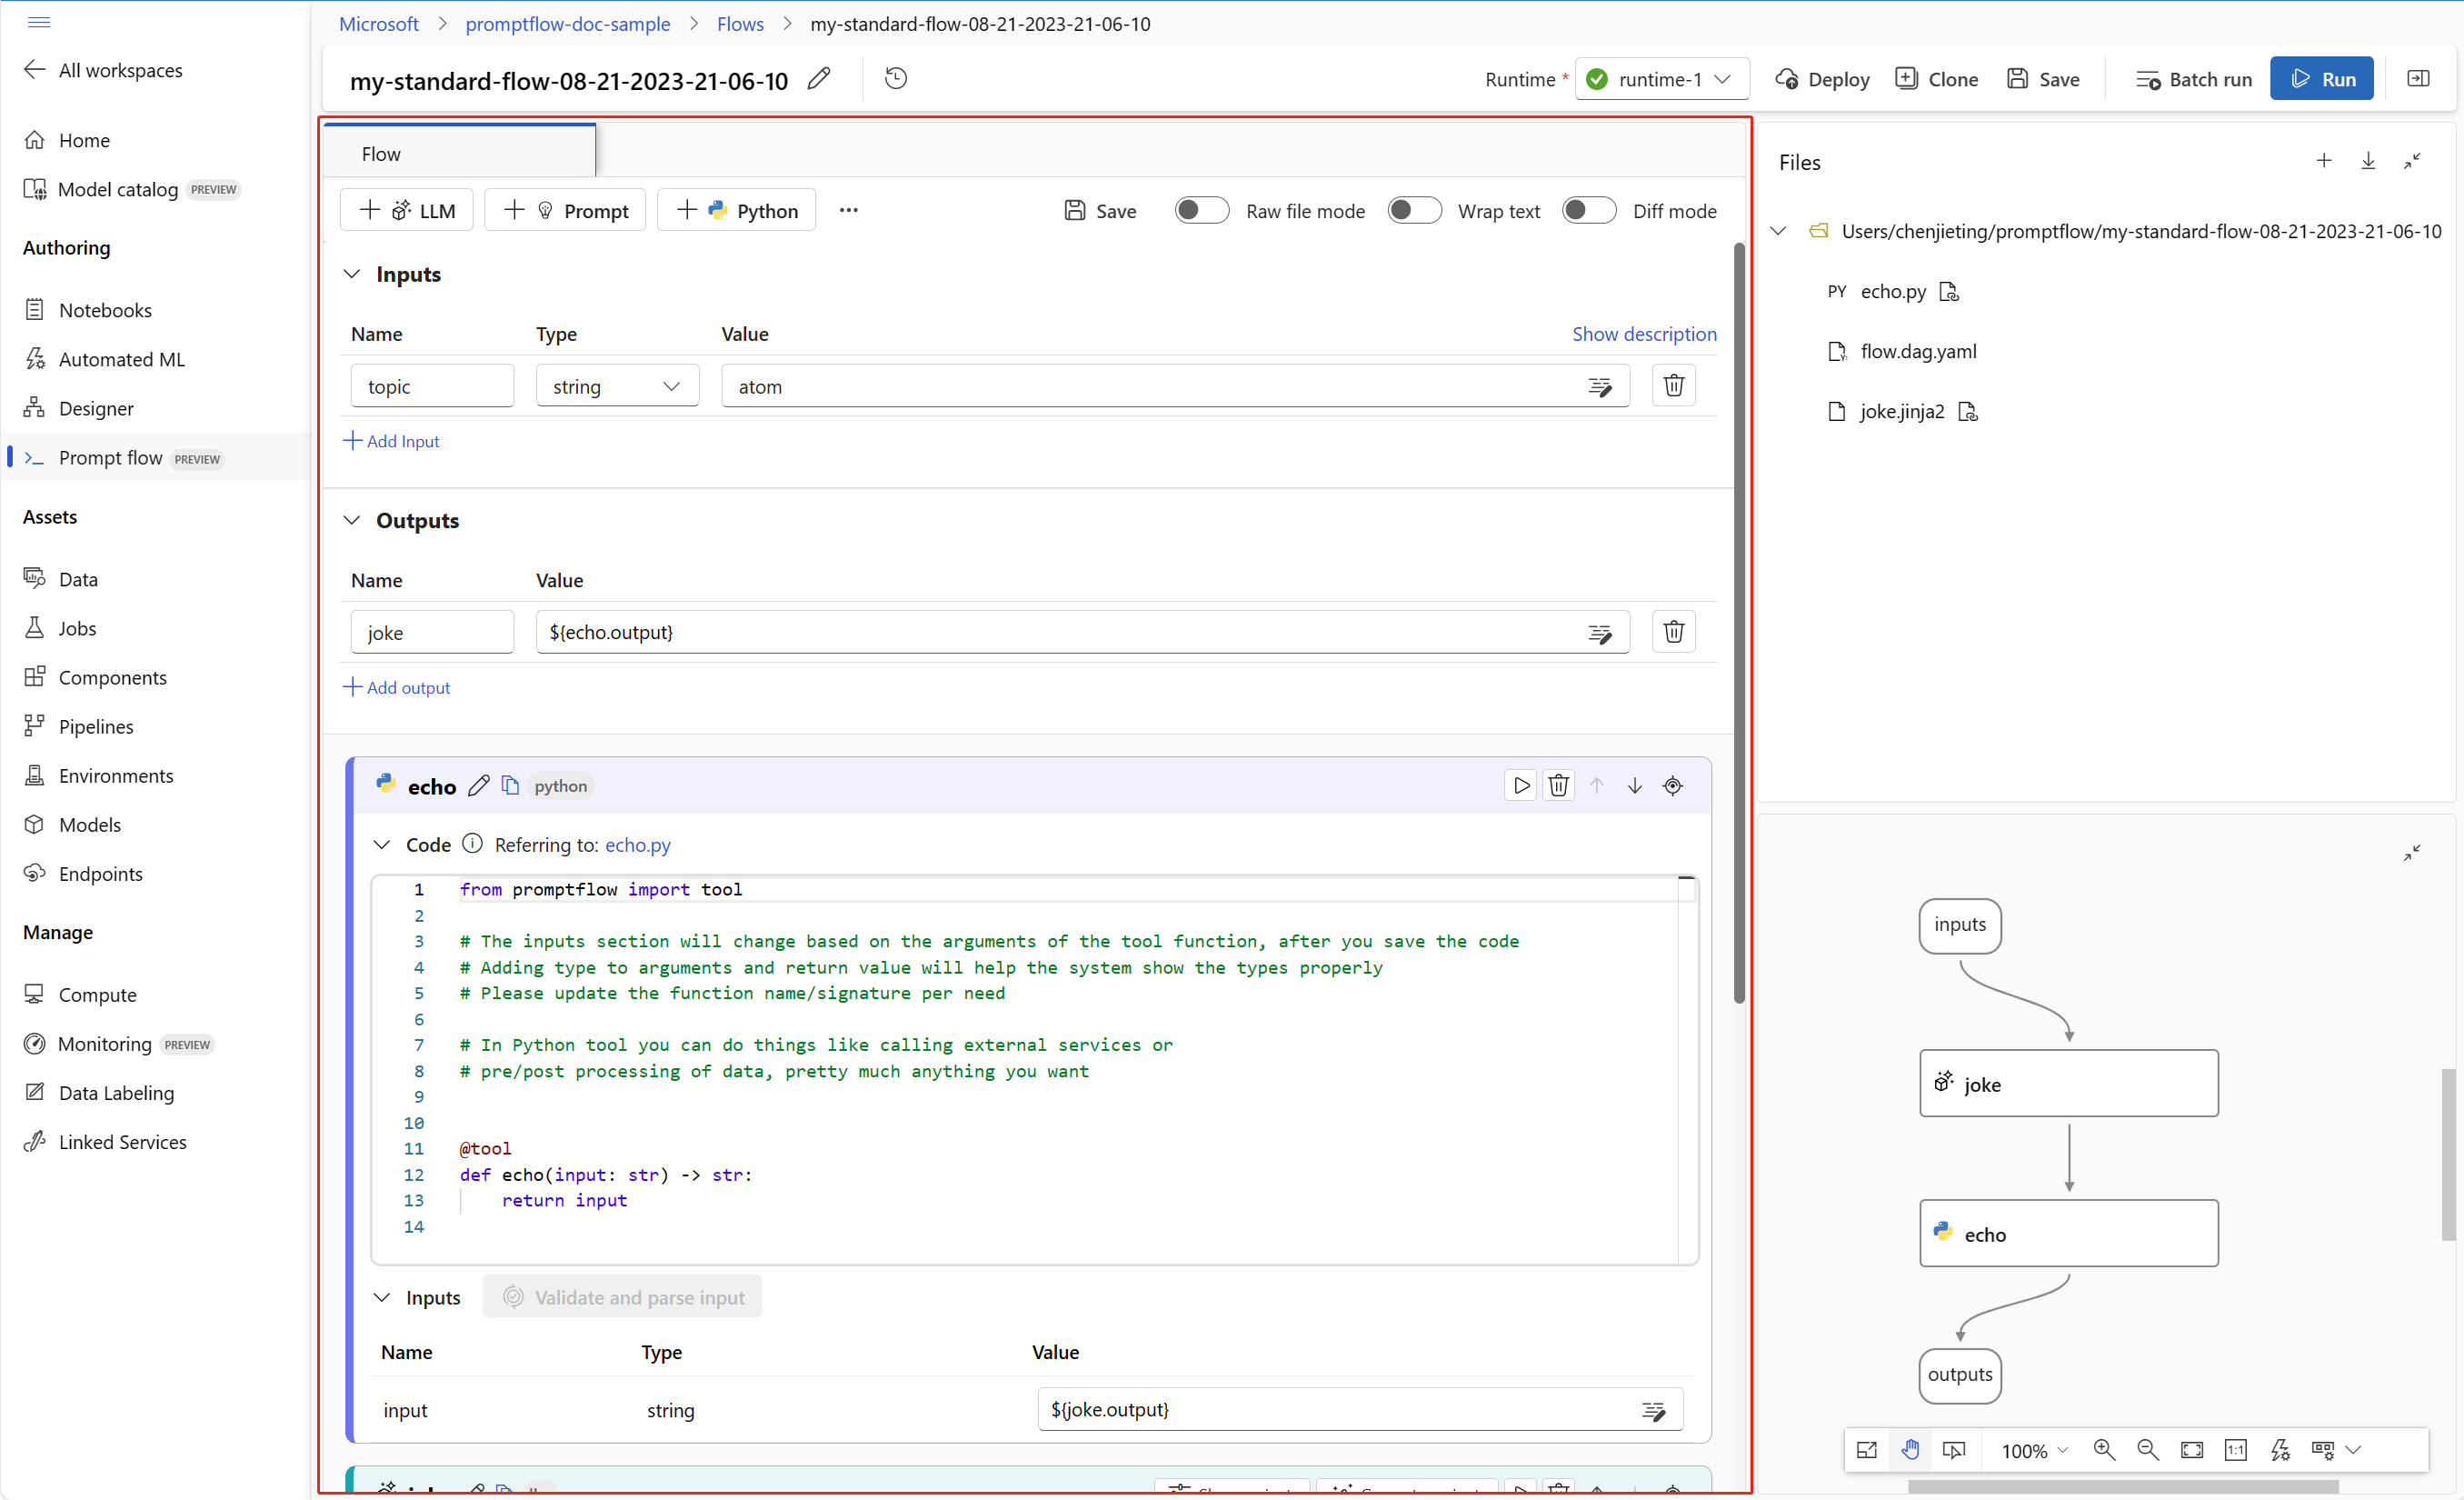 Microsoft > promptflow-doc-sample > Flows > my-standard-flow-08-21-2023-21-06-10
All workspaces
Home
Model catalog PREVIEW
Authoring
Notebooks
Automated ML
Designer
Prompt flow PREVIEW
Assets
Data
Jobs
Components
Pipelines
Environments
Models
Endpoints
Manage
Compute
Monitoring PREVIEW
Data Labeling
Linked Services
my-standard-flow-08-21-2023-21-06-10
Runtime * runtime-1 Deploy Clone Save Batch run Run
Flow
+ LLM + Prompt + Python ... Save Raw file mode Wrap text Diff mode
Inputs
Name Type Value Show description
topic string atom
+ Add Input
Outputs
Name Value
joke ${echo.output}
+ Add output
echo python
Code Referring to: echo.py
1 from promptflow import tool
2
3 # The inputs section will change based on the arguments of the tool function, after you save the code
4 # Adding type to arguments and return value will help the system show the types properly
5 # Please update the function name/signature per need
6
7 # In Python tool you can do things like calling external services or
8 # pre/post processing of data, pretty much anything you want
9
10
11 @tool
12 def echo(input: str) -> str:
13 return input
14
Inputs Validate and parse input
Name Type Value
input string ${joke.output}
Files
Users/chenjieting/promptflow/my-standard-flow-08-21-2023-21-06-10
PY echo.py
flow.dag.yaml
joke.jinja2
inputs
joke
echo
outputs
100% 1:1